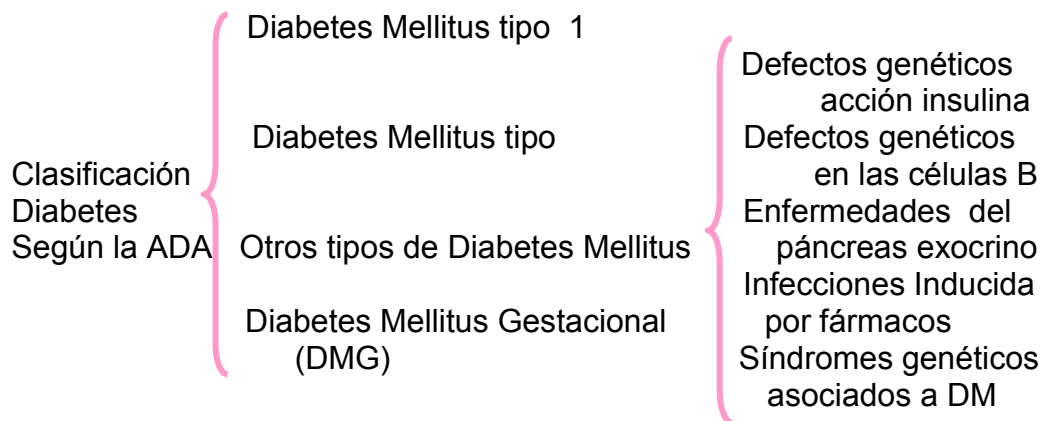 Clasificación
Diabetes
Según la ADA
Diabetes Mellitus tipo 1
Diabetes Mellitus tipo
Otros tipos de Diabetes Mellitus
Diabetes Mellitus Gestacional
(DMG)
Defectos genéticos
acción insulina
Defectos genéticos
en las células B
Enfermedades del
páncreas exocrino
Infecciones Inducida
por fármacos
Síndromes genéticos
asociados a DM